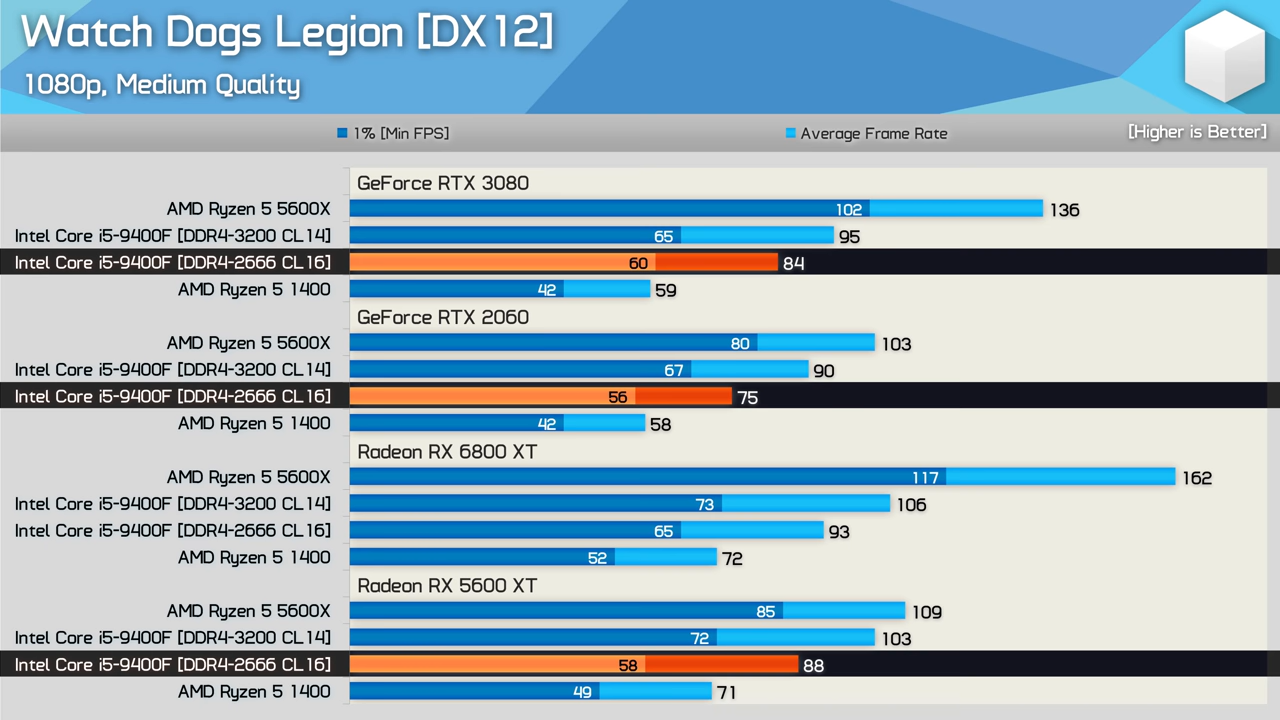 Watch Dogs Legion [DX12]
1080p, Medium Quality
1% [Min FPS] Average Frame Rate [Higher is Better]
GeForce RTX 3080
AMD Ryzen 5 5600X 102 136
Intel Core i5-9400F [DDR4-3200 CL14] 65 95
Intel Core i5-9400F [DDR4-2666 CL16] 60 84
AMD Ryzen 5 1400 42 59
GeForce RTX 2060
AMD Ryzen 5 5600X 80 103
Intel Core i5-9400F [DDR4-3200 CL14] 67 90
Intel Core i5-9400F [DDR4-2666 CL16] 56 75
AMD Ryzen 5 1400 42 58
Radeon RX 6800 XT
AMD Ryzen 5 5600X 117 162
Intel Core i5-9400F [DDR4-3200 CL14] 73 106
Intel Core i5-9400F [DDR4-2666 CL16] 65 93
AMD Ryzen 5 1400 52 72
Radeon RX 5600 XT
AMD Ryzen 5 5600X 85 109
Intel Core i5-9400F [DDR4-3200 CL14] 72 103
Intel Core i5-9400F [DDR4-2666 CL16] 58 88
AMD Ryzen 5 1400 49 71